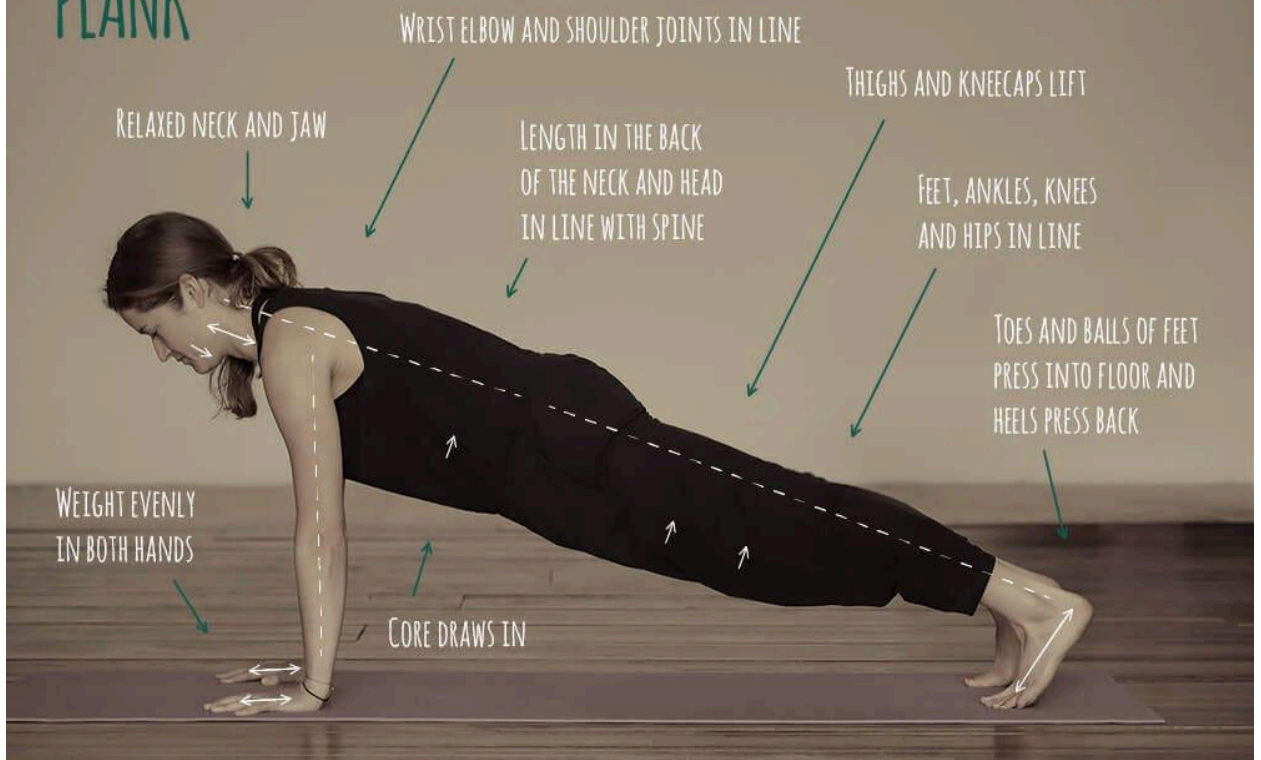 PLANK
WRIST ELBOW AND SHOULDER JOINTS IN LINE
THIGHS AND KNEECAPS LIFT
RELAXED NECK AND JAW
LENGTH IN THE BACK
OF THE NECK AND HEAD
IN LINE WITH SPINE
FEET, ANKLES, KNEES
AND HIPS IN LINE
TOES AND BALLS OF FEET
PRESS INTO FLOOR AND
HEELS PRESS BACK
WEIGHT EVENLY
IN BOTH HANDS
CORE DRAWS IN